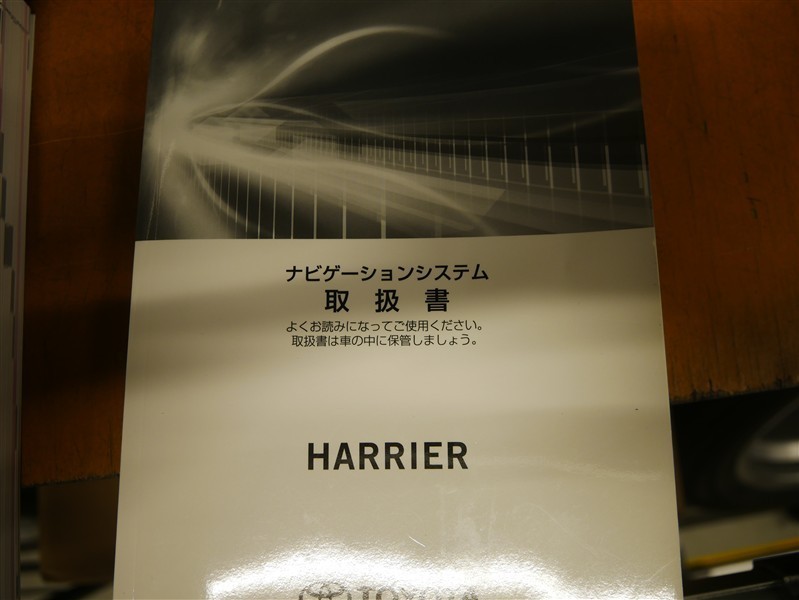 ナビゲーションシステム
取扱書
よくお読みになってご使用ください。
取扱書は車の中に保管しましょう。
HARRIER
TOYOTA